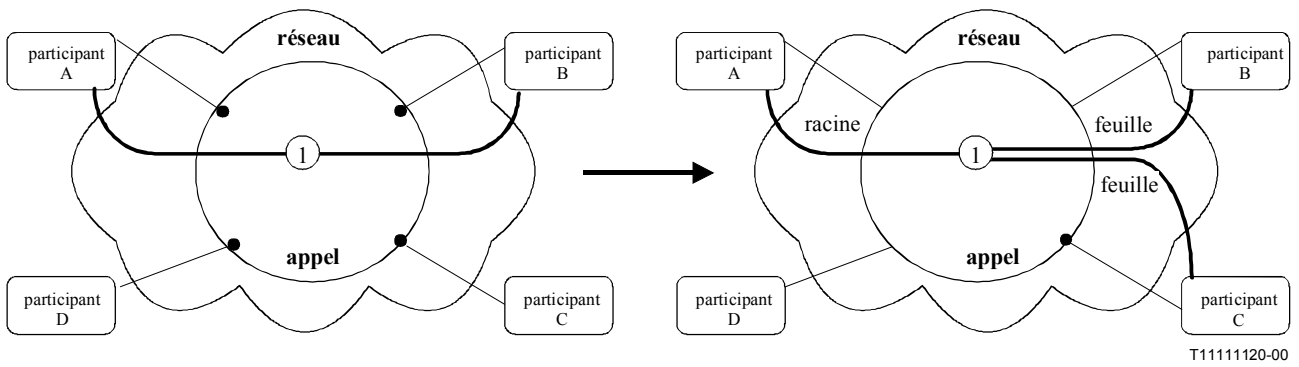 participant
A
réseau
participant
B
1
participant
D
appel
participant
C
participant
A
réseau
participant
B
racine
feuille
1
feuille
participant
D
appel
participant
C
T11111120-00